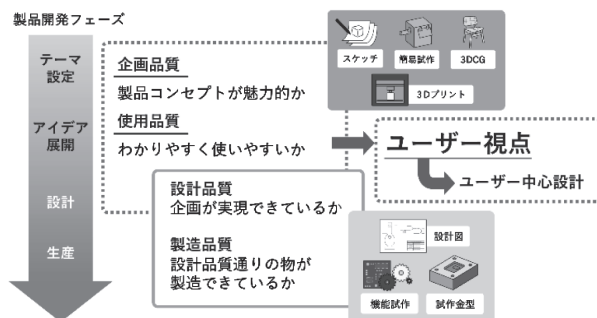 製品開発フェーズ
テーマ
設定
アイデア
展開
設計
生産
企画品質
製品コンセプトが魅力的か
使用品質
わかりやすく使いやすいか
設計品質
企画が実現できているか
製造品質
設計品質通りの物が
製造できているか
スケッチ
簡易試作
3DCG
3Dプリント
ユーザー視点
ユーザー中心設計
設計図
機能試作
試作金型